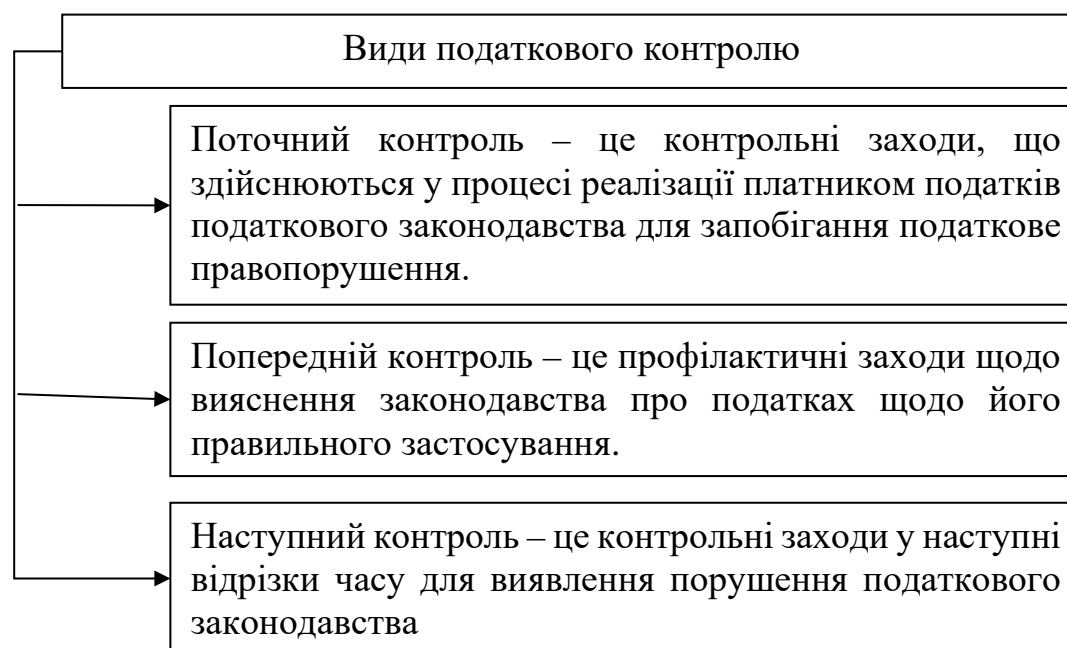 Види податкового контролю
Поточний контроль – це контрольні заходи, що
здійснюються у процесі реалізації платником податків
податкового законодавства для запобігання податкове
правопорушення.
Попередній контроль – це профілактичні заходи щодо
вияснення законодавства про податках щодо його
правильного застосування.
Наступний контроль – це контрольні заходи у наступні
відрізки часу для виявлення порушення податкового
законодавства